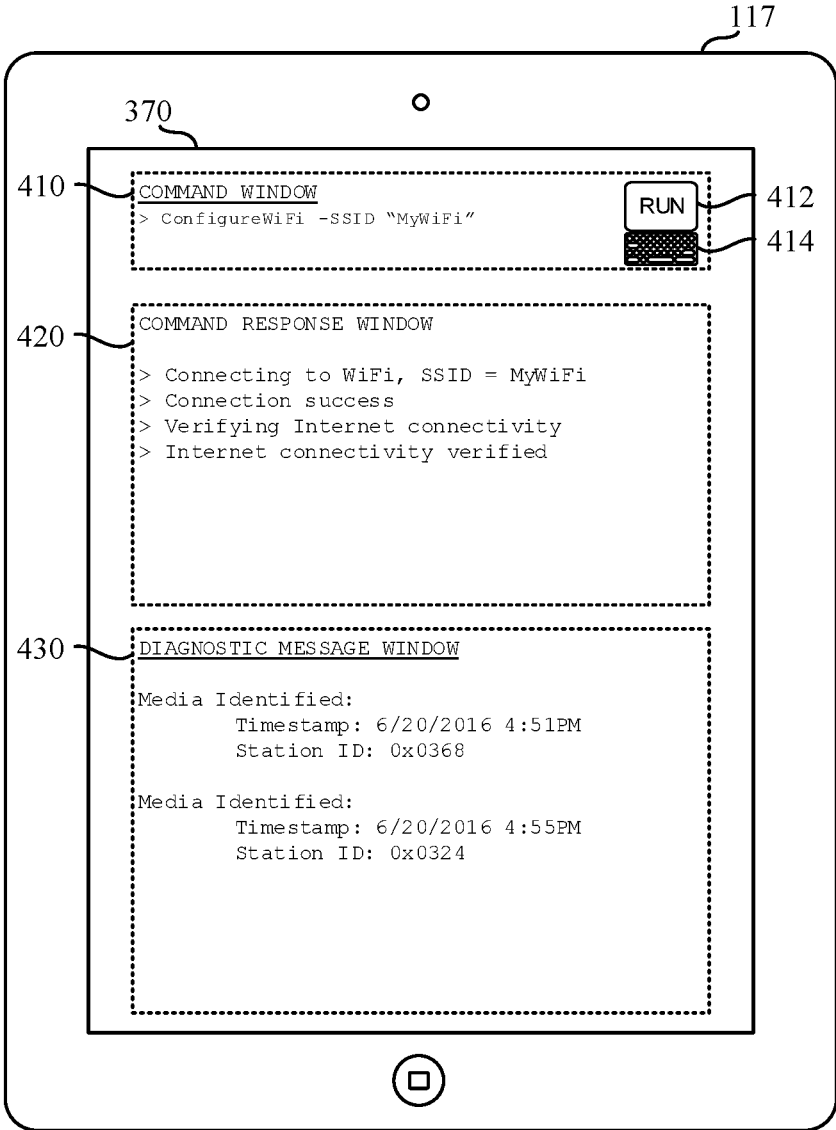 117
370
410
COMMAND WINDOW
> ConfigureWiFi -SSID “MyWiFi”
RUN
412
414
420
COMMAND RESPONSE WINDOW
> Connecting to WiFi, SSID = MyWiFi
> Connection success
> Verifying Internet connectivity
> Internet connectivity verified
430
DIAGNOSTIC MESSAGE WINDOW
Media Identified:
Timestamp: 6/20/2016 4:51PM
Station ID: 0x0368
Media Identified:
Timestamp: 6/20/2016 4:55PM
Station ID: 0x0324